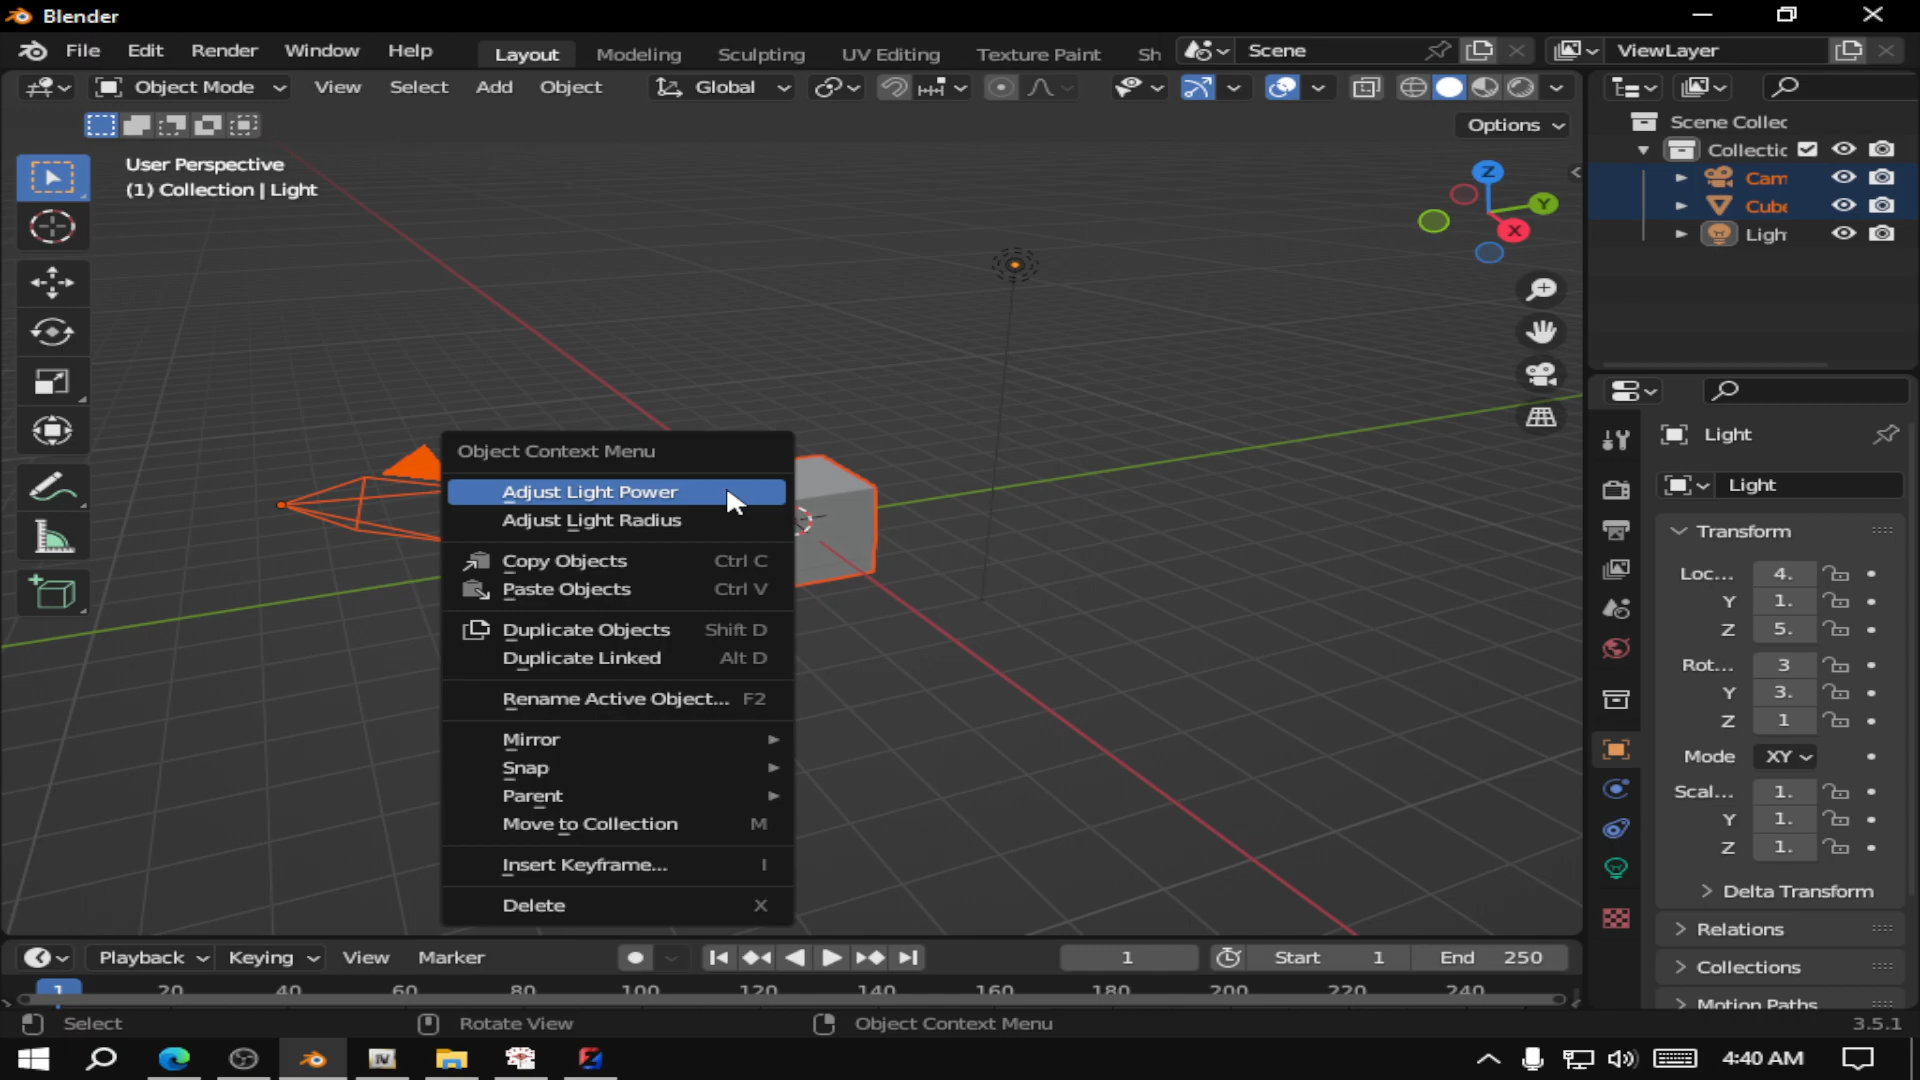 Blender
File Edit Render Window Help Layout Modeling Sculpting UV Editing Texture Paint Sh Scene ViewLayer
Object Mode View Select Add Object Global
Options
User Perspective
(1) Collection | Light
Z
Y
X
Scene Collec
Collectic
Cam
Cube
Ligh
Object Context Menu
Adjust Light Power
Adjust Light Radius
Copy Objects Ctrl C
Paste Objects Ctrl V
Duplicate Objects Shift D
Duplicate Linked Alt D
Rename Active Object... F2
Mirror
Snap
Parent
Move to Collection M
Insert Keyframe... I
Delete X
Light
Light
Transform
Loc... 4.
Y 1.
Z 5.
Rot... 3
Y 3.
Z 1
Mode XY
Scal... 1.
Y 1.
Z 1.
Delta Transform
Relations
Collections
Motion Paths
Playback Keying View Marker 1 Start 1 End 250
1 20 40 60 80 100 120 140 160 180 200 220 240
Select Rotate View Object Context Menu 3.5.1
4:40 AM